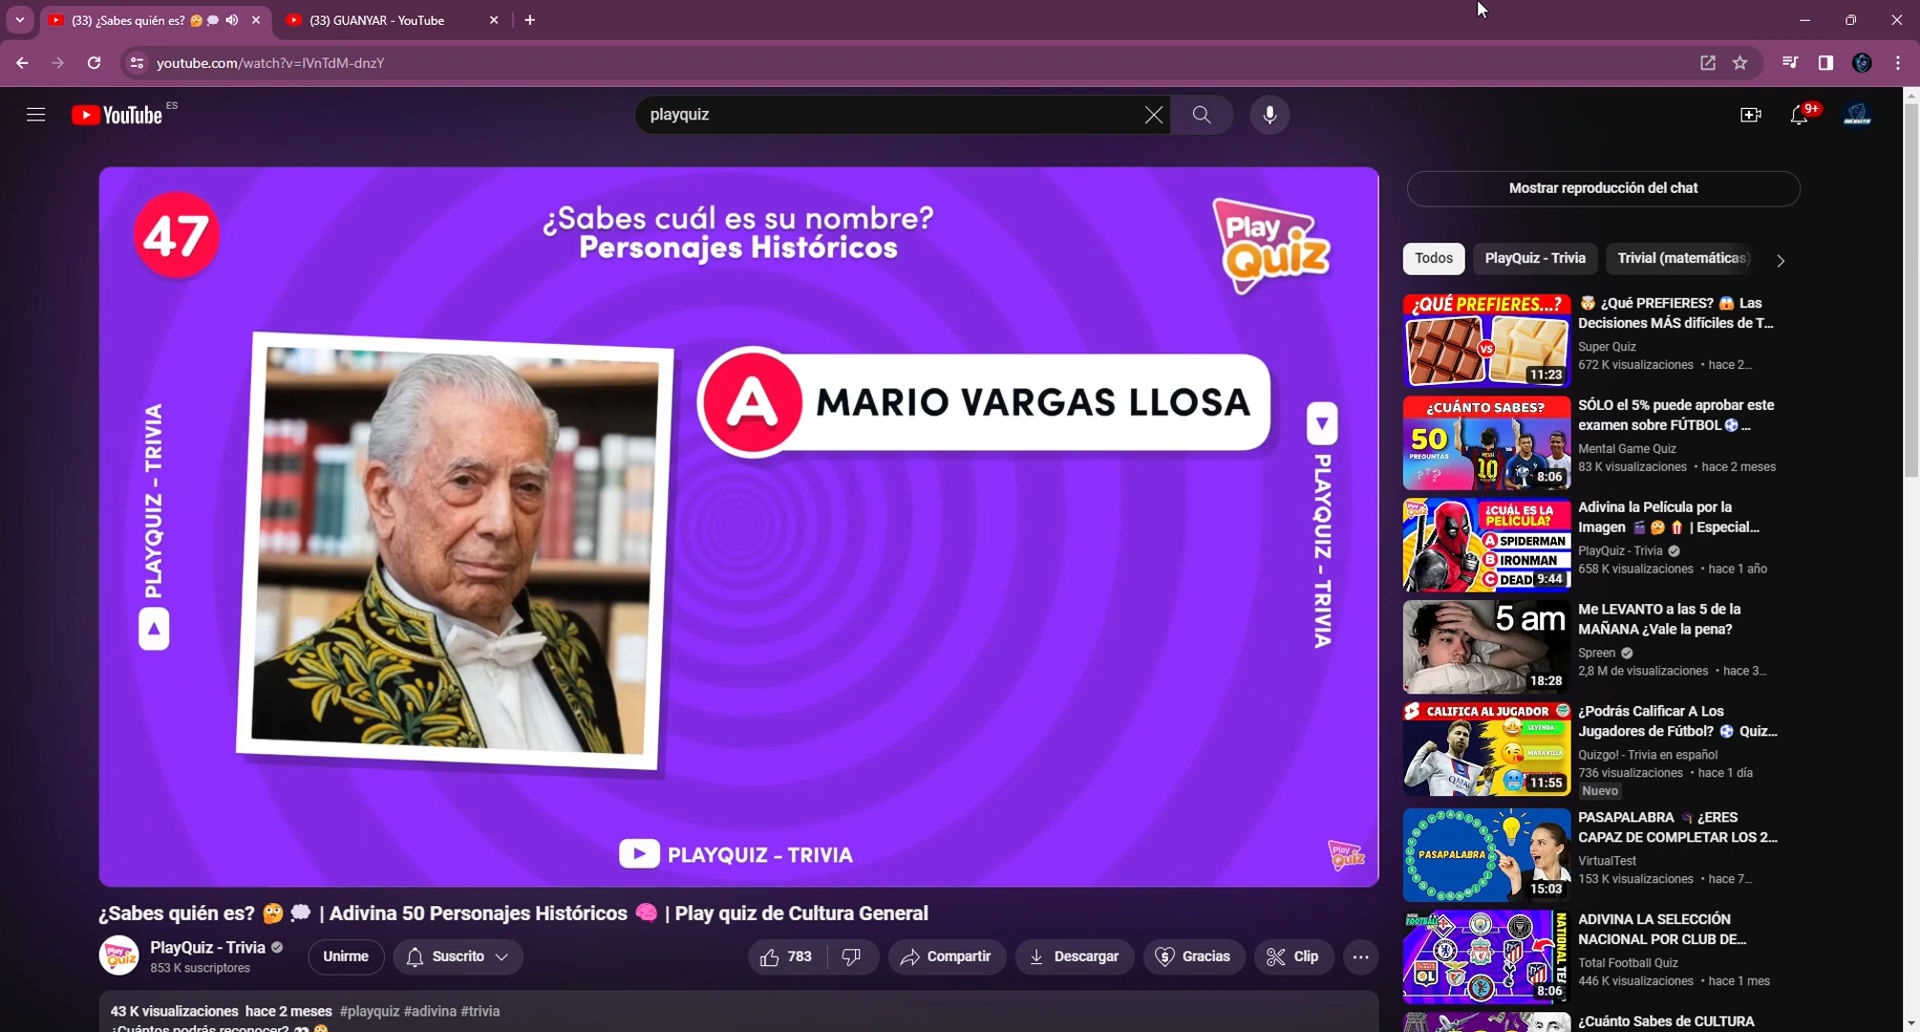 (33) ¿Sabes quién es? 🤔💭
(33) GUANYAR - YouTube
youtube.com/watch?v=IVnTdM-dnzY
YouTube ES
playquiz
9+
47
¿Sabes cuál es su nombre?
Personajes Históricos
Play Quiz
PLAYQUIZ - TRIVIA
A MARIO VARGAS LLOSA
PLAYQUIZ - TRIVIA
PLAYQUIZ - TRIVIA
Play Quiz
¿Sabes quién es? 🤔💭 | Adivina 50 Personajes Históricos 🧠 | Play quiz de Cultura General
PlayQuiz - Trivia
853 K suscriptores
Unirme
Suscrito
783
Compartir
Descargar
Gracias
Clip
43 K visualizaciones hace 2 meses #playquiz #adivina #trivia
¿Cuántos podrás reconocer?
Mostrar reproducción del chat
Todos
PlayQuiz - Trivia
Trivial (matemáticas)
¿QUÉ PREFIERES...?
VS
11:23
🤯 ¿Qué PREFIERES? 😱 Las
Decisiones MÁS difíciles de T...
Super Quiz
672 K visualizaciones • hace 2...
¿CUÁNTO SABES?
50
PREGUNTAS
???
MESSI
10
8:06
SÓLO el 5% puede aprobar este
examen sobre FÚTBOL⚽...
Mental Game Quiz
83 K visualizaciones • hace 2 meses
¿CUÁL ES LA
PELÍCULA?
A SPIDERMAN
B IRONMAN
C DEAD
9:44
Adivina la Película por la
Imagen 🎬🤔🍿 | Especial...
PlayQuiz - Trivia
658 K visualizaciones • hace 1 año
5 am
18:28
Me LEVANTO a las 5 de la
MAÑANA ¿Vale la pena?
Spreen
2,8 M de visualizaciones • hace 3...
CALIFICA AL JUGADOR
LEYENDA
MARAVILLA
11:55
¿Podrás Calificar A Los
Jugadores de Fútbol? ⚽ Quiz...
Quizgo! - Trivia en español
736 visualizaciones • hace 1 día
Nuevo
PASAPALABRA
15:03
PASAPALABRA 🎓 ¿ERES
CAPAZ DE COMPLETAR LOS 2...
VirtualTest
153 K visualizaciones • hace 7...
FOOTBALL
NATIONAL TE
8:06
ADIVINA LA SELECCIÓN
NACIONAL POR CLUB DE...
Total Football Quiz
446 K visualizaciones • hace 1 mes
¿Cuánto Sabes de CULTURA